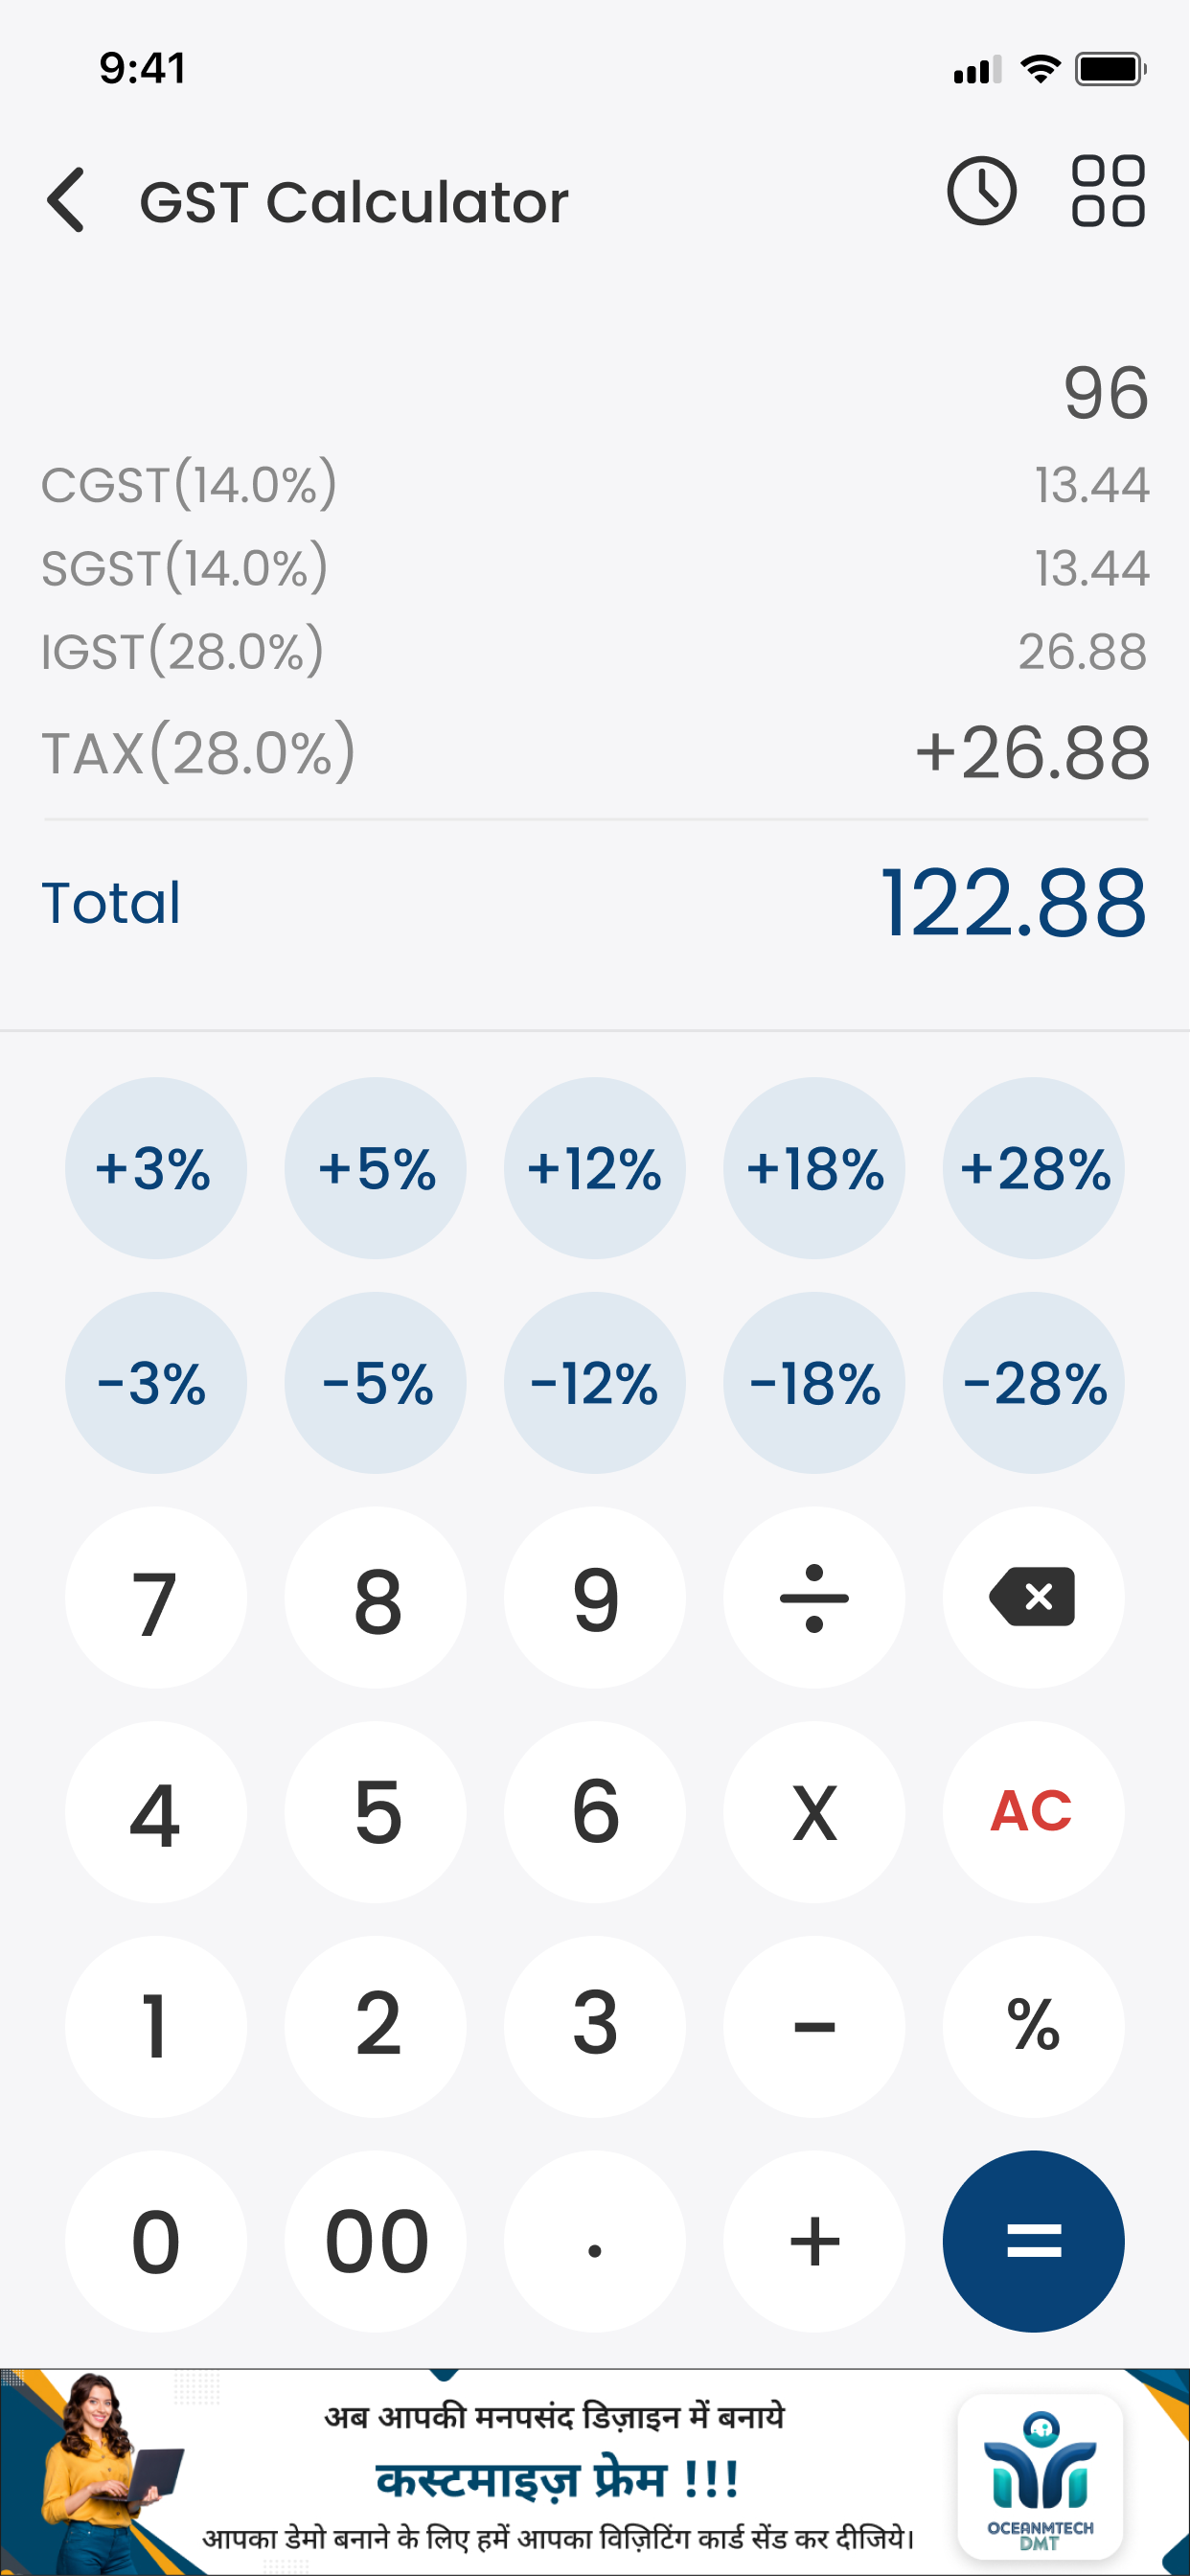 9:41
GST Calculator
96
CGST(14.0%) 13.44
SGST(14.0%) 13.44
IGST(28.0%) 26.88
TAX(28.0%) +26.88
Total 122.88
+3% +5% +12% +18% +28%
-3% -5% -12% -18% -28%
7 8 9 ÷
4 5 6 X AC
1 2 3 - %
0 00 . + =
अब आपकी मनपसंद डिज़ाइन में बनाये
कस्टमाइज़ फ्रेम !!!
आपका डेमो बनाने के लिए हमें आपका विज़िटिंग कार्ड सेंड कर दीजिये।
OCEANMTECH
DMT